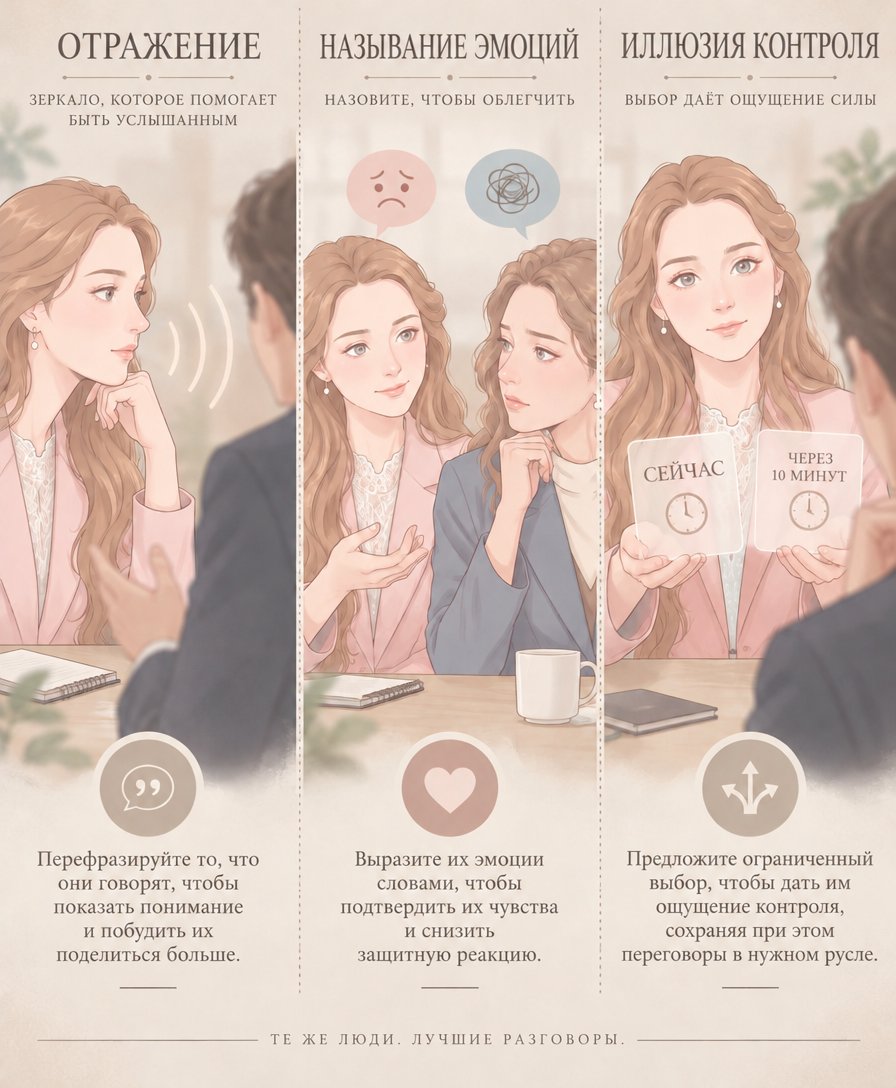 ОТРАЖЕНИЕ
ЗЕРКАЛО, КОТОРОЕ ПОМОГАЕТ
БЫТЬ УСЛЫШАННЫМ
Перефразируйте то, что
они говорят, чтобы
показать понимание
и побудить их
поделиться больше.
НАЗЫВАНИЕ ЭМОЦИЙ
НАЗОВИТЕ, ЧТОБЫ ОБЛЕГЧИТЬ
Выразите их эмоции
словами, чтобы
подтвердить их чувства
и снизить
защитную реакцию.
ИЛЛЮЗИЯ КОНТРОЛЯ
ВЫБОР ДАЁТ ОЩУЩЕНИЕ СИЛЫ
СЕЙЧАС
ЧЕРЕЗ
10 МИНУТ
Предложите ограниченный
выбор, чтобы дать им
ощущение контроля,
сохраняя при этом
переговоры в нужном русле.
ТЕ ЖЕ ЛЮДИ. ЛУЧШИЕ РАЗГОВОРЫ.